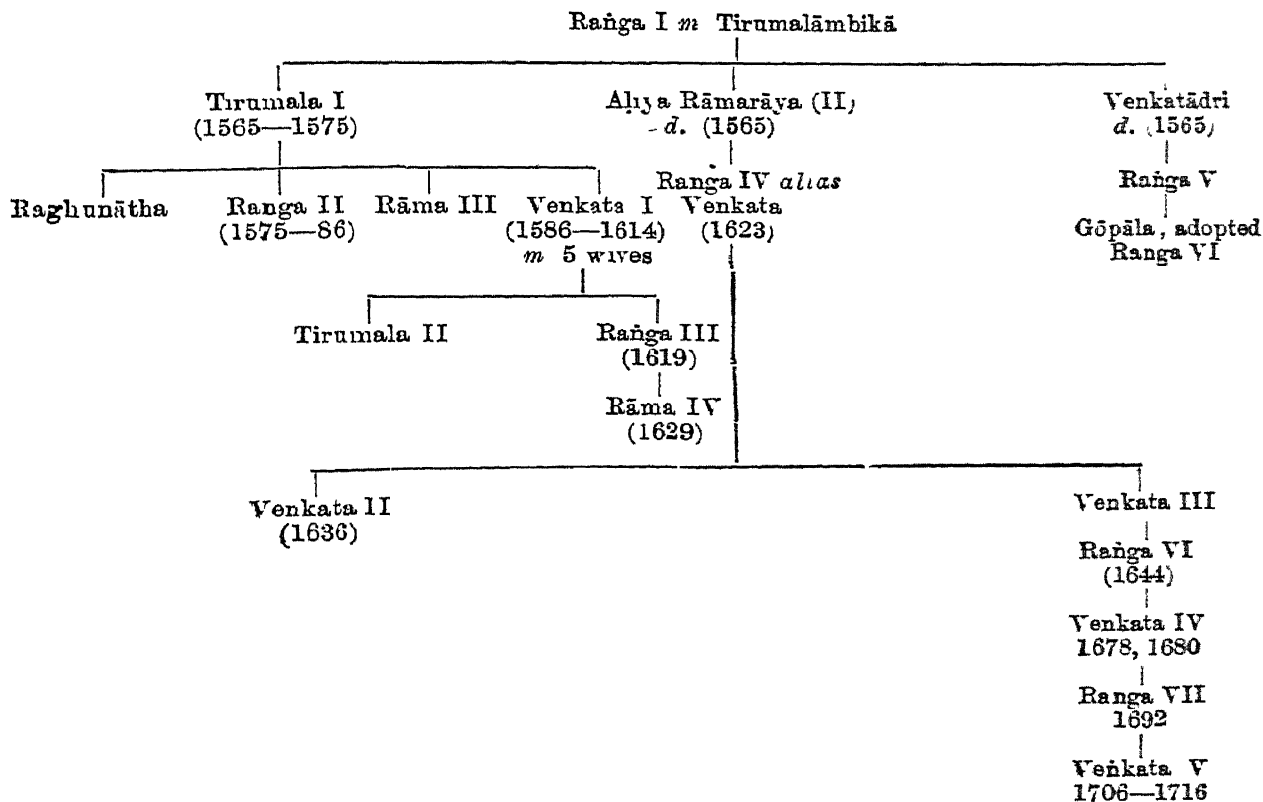 Raṅga I m Tirumalāmbikā
Tirumala I
(1565—1575)
Aḷiya Rāmarāya (II)
d. (1565)
Venkatādri
d. (1565)
Raghunātha
Ranga II
(1575—86)
Rāma III
Venkata I
(1586—1614)
m 5 wives
Ranga IV alias
Venkata
(1623)
Raṅga V
Gōpāla, adopted
Ranga VI
Tirumala II
Raṅga III
(1619)
Rāma IV
(1629)
Venkata II
(1636)
Venkata III
Raṅga VI
(1644)
Venkata IV
1678, 1680
Ranga VII
1692
Veṅkata V
1706—1716